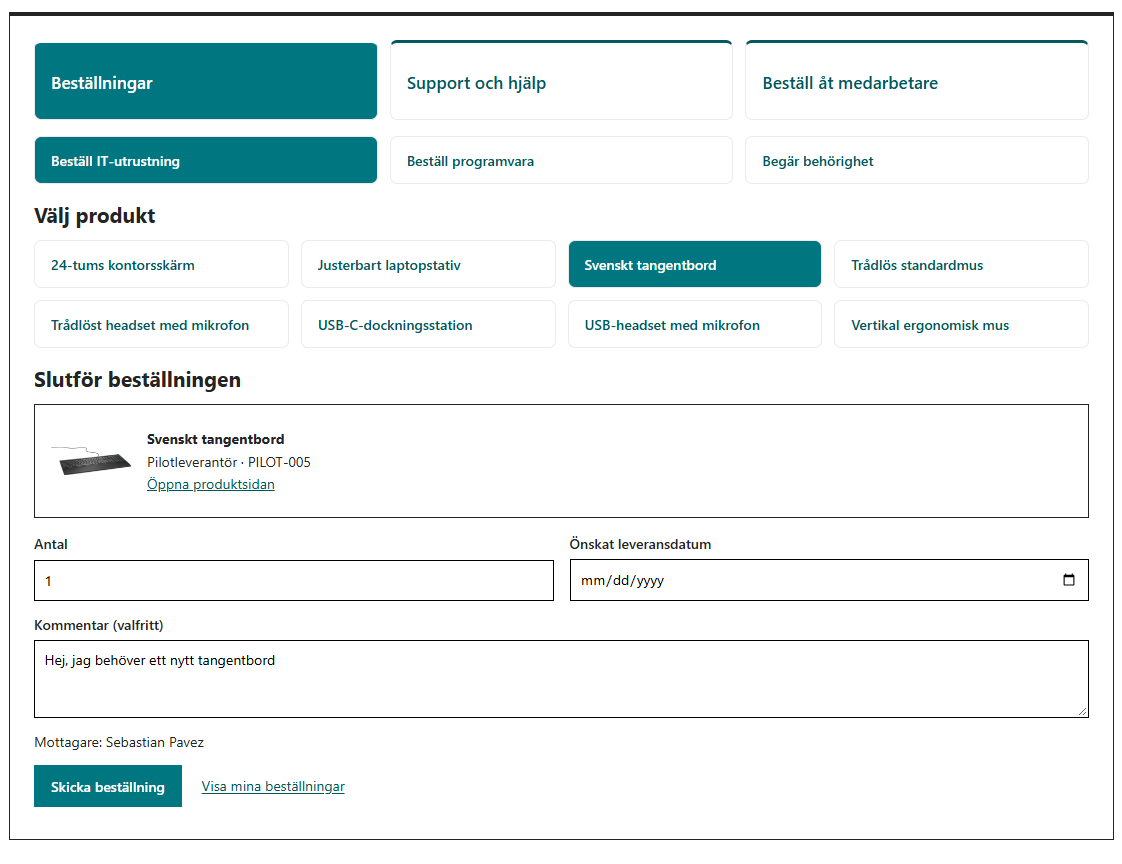 Beställningar
Support och hjälp
Beställ åt medarbetare
Beställ IT-utrustning
Beställ programvara
Begär behörighet
Välj produkt
24-tums kontorsskärm
Justerbart laptopstativ
Svenskt tangentbord
Trådlös standardmus
Trådlöst headset med mikrofon
USB-C-dockningsstation
USB-headset med mikrofon
Vertikal ergonomisk mus
Slutför beställningen
Svenskt tangentbord
Pilotleverantör · PILOT-005
Öppna produktsidan
Antal
Önskat leveransdatum
1
mm/dd/yyyy
Kommentar (valfritt)
Hej, jag behöver ett nytt tangentbord
Mottagare: Sebastian Pavez
Skicka beställning
Visa mina beställningar